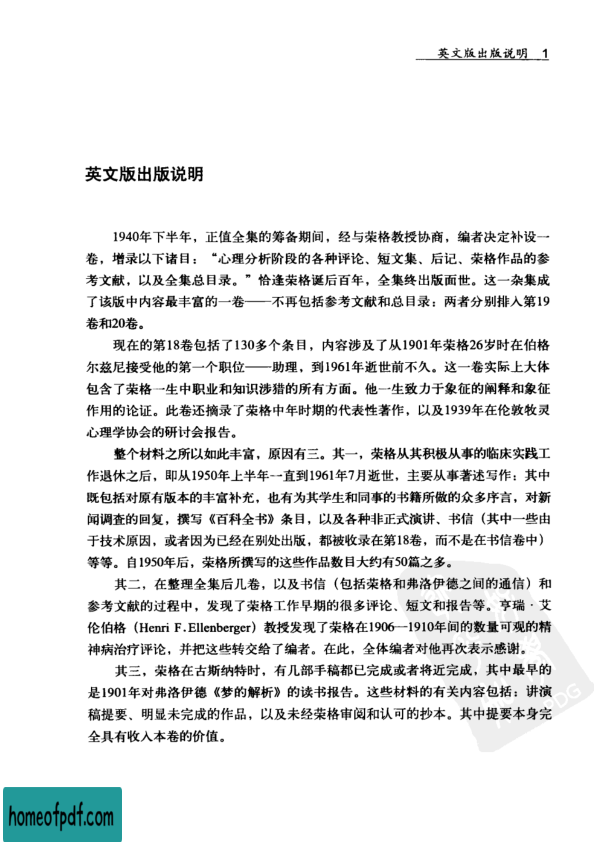 英文版出版说明 1
英文版出版说明
1940年下半年，正值全集的筹备期间，经与荣格教授协商，编者决定补设一
卷，增录以下诸目：“心理分析阶段的各种评论、短文集、后记、荣格作品的参
考文献，以及全集总目录。”恰逢荣格诞后百年，全集终出版面世。这一杂集成
了该版中内容最丰富的一卷——不再包括参考文献和总目录：两者分别排入第19
卷和20卷。
现在的第18卷包括了130多个条目，内容涉及了从1901年荣格26岁时在伯格
尔兹尼接受他的第一个职位——助理，到1961年逝世前不久。这一卷实际上大体
包含了荣格一生中职业和知识涉猎的所有方面。他一生致力于象征的阐释和象征
作用的论证。此卷还摘录了荣格中年时期的代表性著作，以及1939年在伦敦牧灵
心理学协会的研讨会报告。
整个材料之所以如此丰富，原因有三。其一，荣格从其积极从事的临床实践工
作退休之后，即从1950年上半年一直到1961年7月逝世，主要从事著述写作：其中
既包括对原有版本的丰富补充，也有为其学生和同事的书籍所做的众多序言，对新
闻调查的回复，撰写《百科全书》条目，以及各种非正式演讲、书信（其中一些由
于技术原因，或者因为已经在别处出版，都被收录在第18卷，而不是在书信卷中）
等等。自1950年后，荣格所撰写的这些作品数目大约有50篇之多。
其二，在整理全集后几卷，以及书信（包括荣格和弗洛伊德之间的通信）和
参考文献的过程中，发现了荣格工作早期的很多评论、短文和报告等。亨瑞·艾
伦伯格（Henri F.Ellenberger）教授发现了荣格在1906—1910年间的数量可观的精
神病治疗评论，并把这些转交给了编者。在此，全体编者对他再次表示感谢。
其三，荣格在古斯纳特时，有几部手稿都已完成或者将近完成，其中最早的
是1901年对弗洛伊德《梦的解析》的读书报告。这些材料的有关内容包括：讲演
稿提要、明显未完成的作品，以及未经荣格审阅和认可的抄本。其中提要本身完
全具有收入本卷的价值。
homeofpdf.com